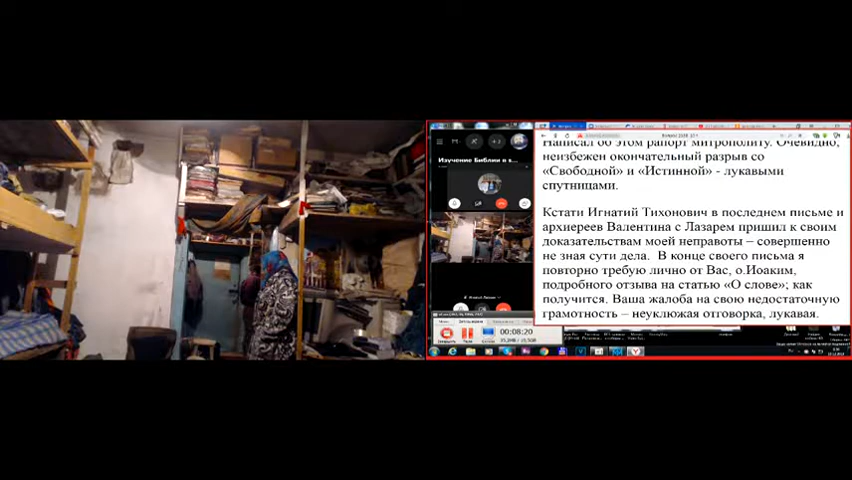 Изучение Библии в в...
00:08:20
Написал об этом рапорт митрополиту. Очевидно,
неизбежен окончательный разрыв со
«Свободной» и «Истинной» - лукавыми
спутницами.
Кстати Игнатий Тихонович в последнем письме и
архиереев Валентина с Лазарем пришил к своим
доказательствам моей неправоты – совершенно
не зная сути дела. В конце своего письма я
повторно требую лично от Вас, о.Иоаким,
подробного отзыва на статью «О слове»; как
получится. Ваша жалоба на свою недостаточную
грамотность – неуклюжая отговорка, лукавая.